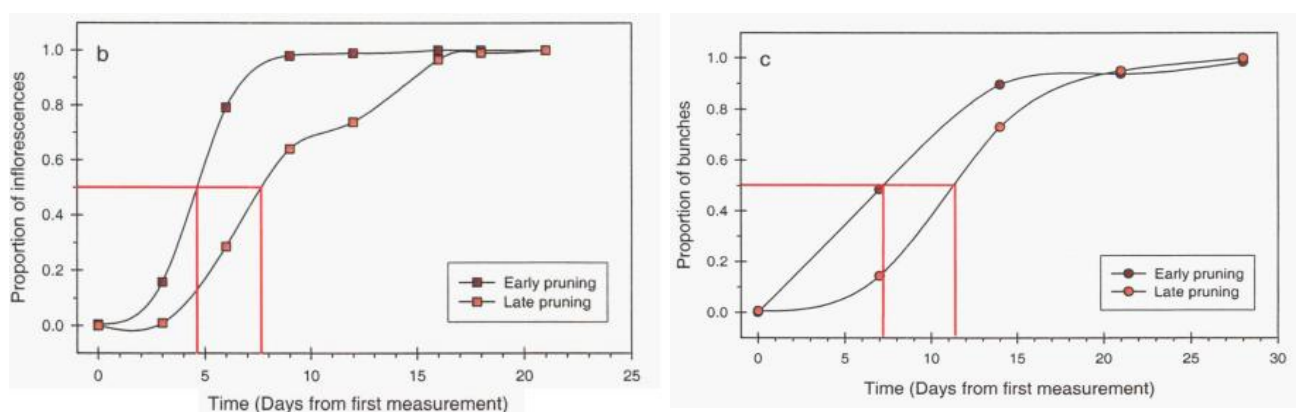 b
1.0
0.8
0.6
0.4
0.2
0.0
Proportion of inflorescences
Early pruning
Late pruning
0 5 10 15 20 25
Time (Days from first measurement)
c
1.0
0.8
0.6
0.4
0.2
0.0
Proportion of bunches
Early pruning
Late pruning
0 5 10 15 20 25 30
Time (Days from first measurement)